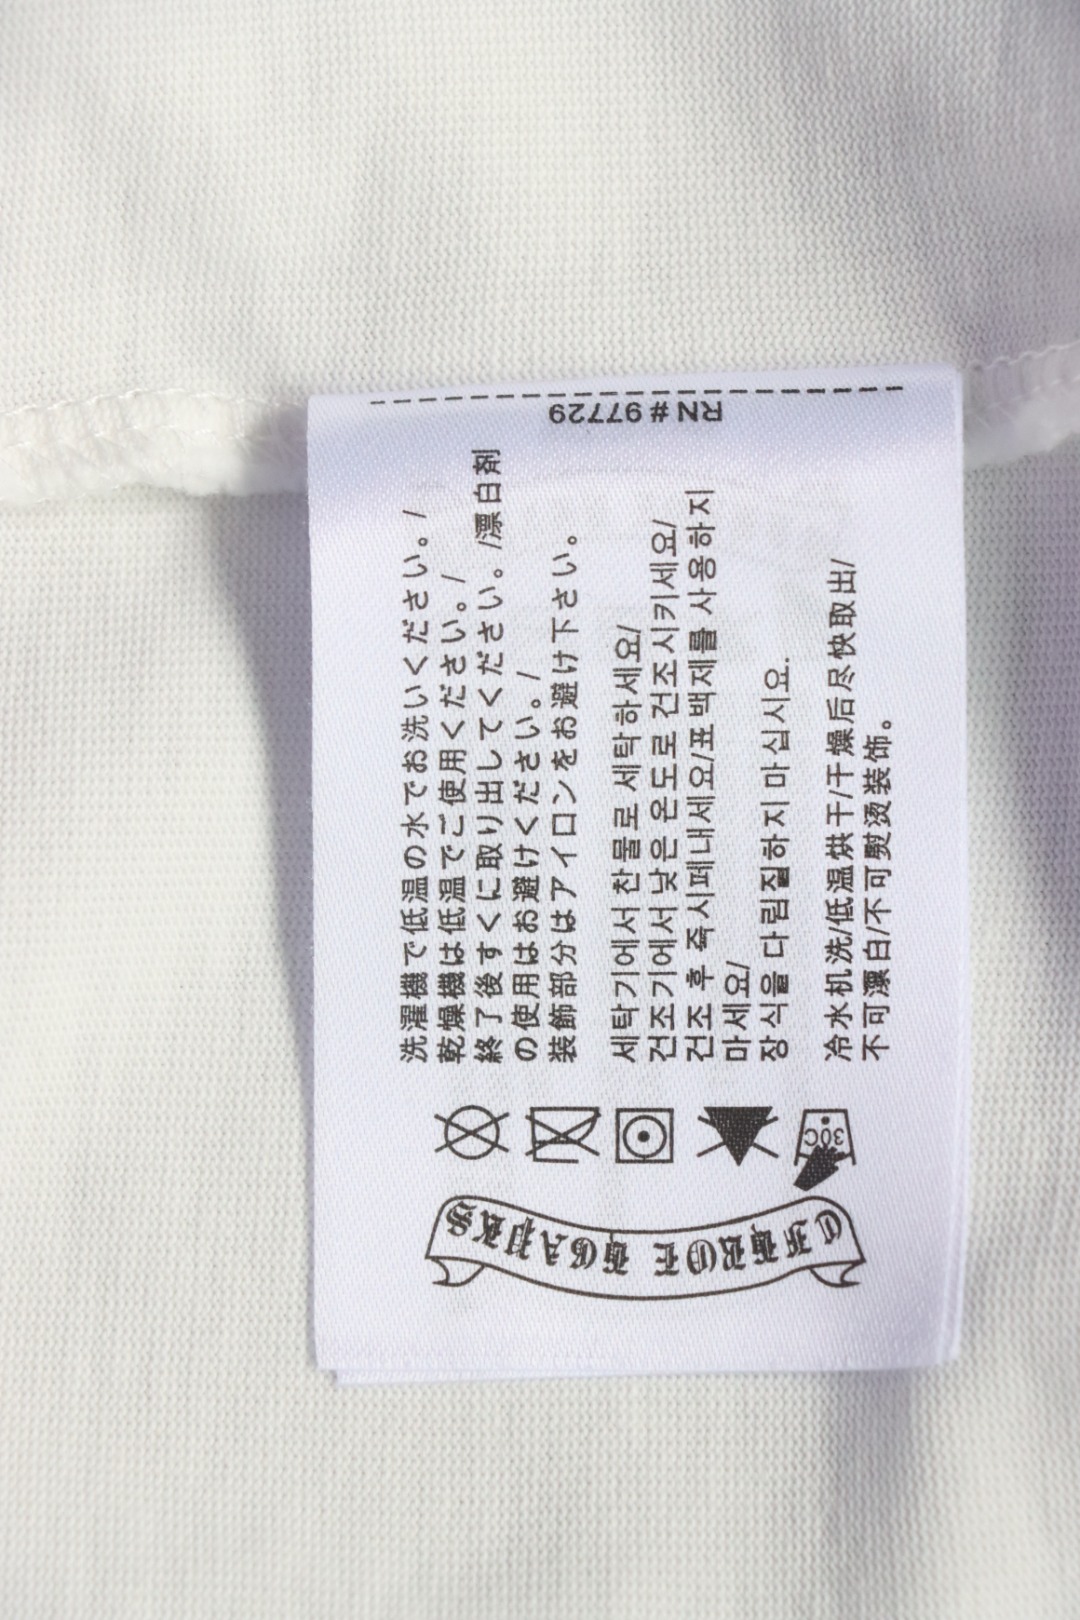 RN # 97729
洗濯機で低温の水でお洗いください。/
乾燥機は低温でご使用ください。/
終了後すくに取り出してください。/漂白剤
の使用はお避けください。/
装飾部分はアイロンをお避け下さい。
세탁기에서 찬물로 세탁하세요/
건조기에서 낮은 온도로 건조시키세요/
건조 후 즉시페내세요/표백제를 사용하지
마세요/
장식을 다림질하지 마십시요.
冷水机洗/低温烘干/干燥后尽快取出/
不可漂白/不可熨烫装饰。
30C
CHROME HEARTS